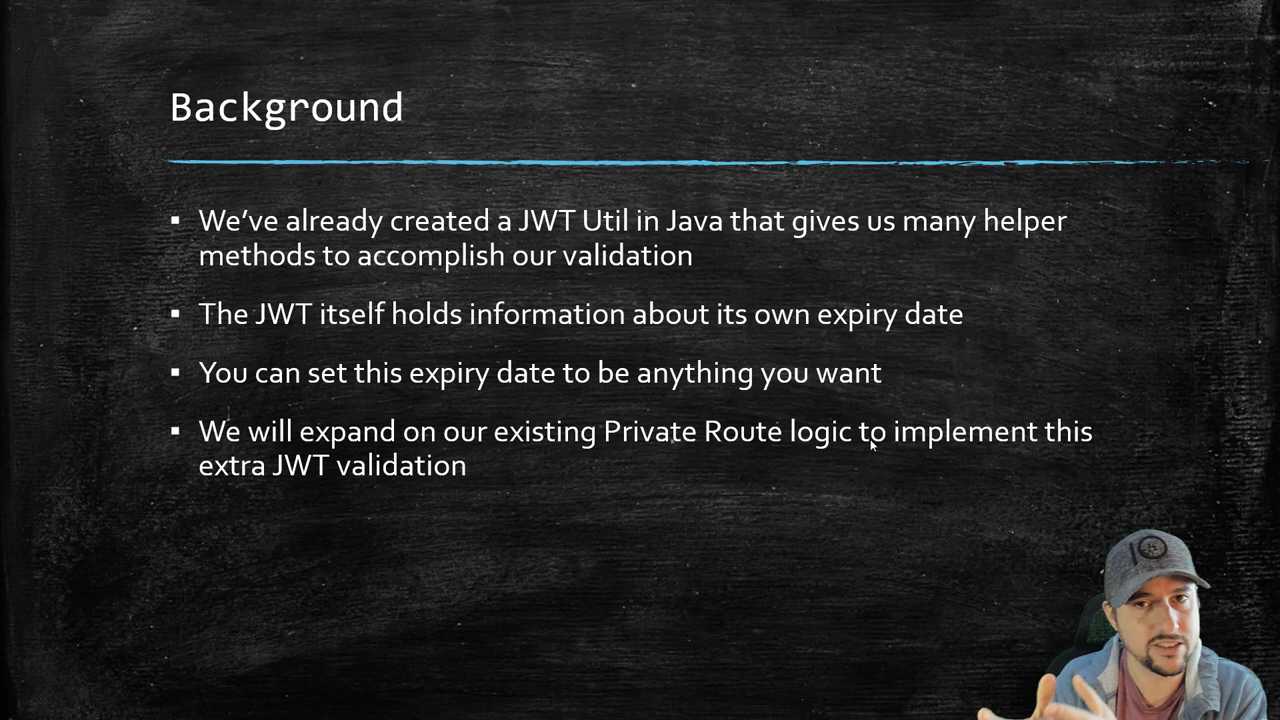 Background
▪ We’ve already created a JWT Util in Java that gives us many helper
methods to accomplish our validation
▪ The JWT itself holds information about its own expiry date
▪ You can set this expiry date to be anything you want
▪ We will expand on our existing Private Route logic to implement this
extra JWT validation